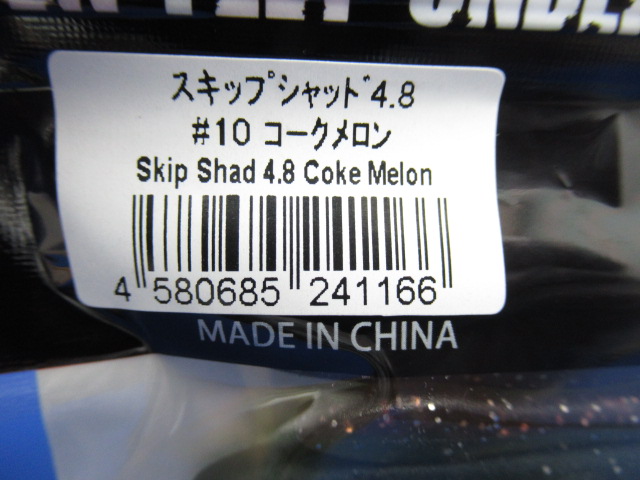 スキップシャッド4.8
#10 コークメロン
Skip Shad 4.8 Coke Melon
4 580685 241166
MADE IN CHINA